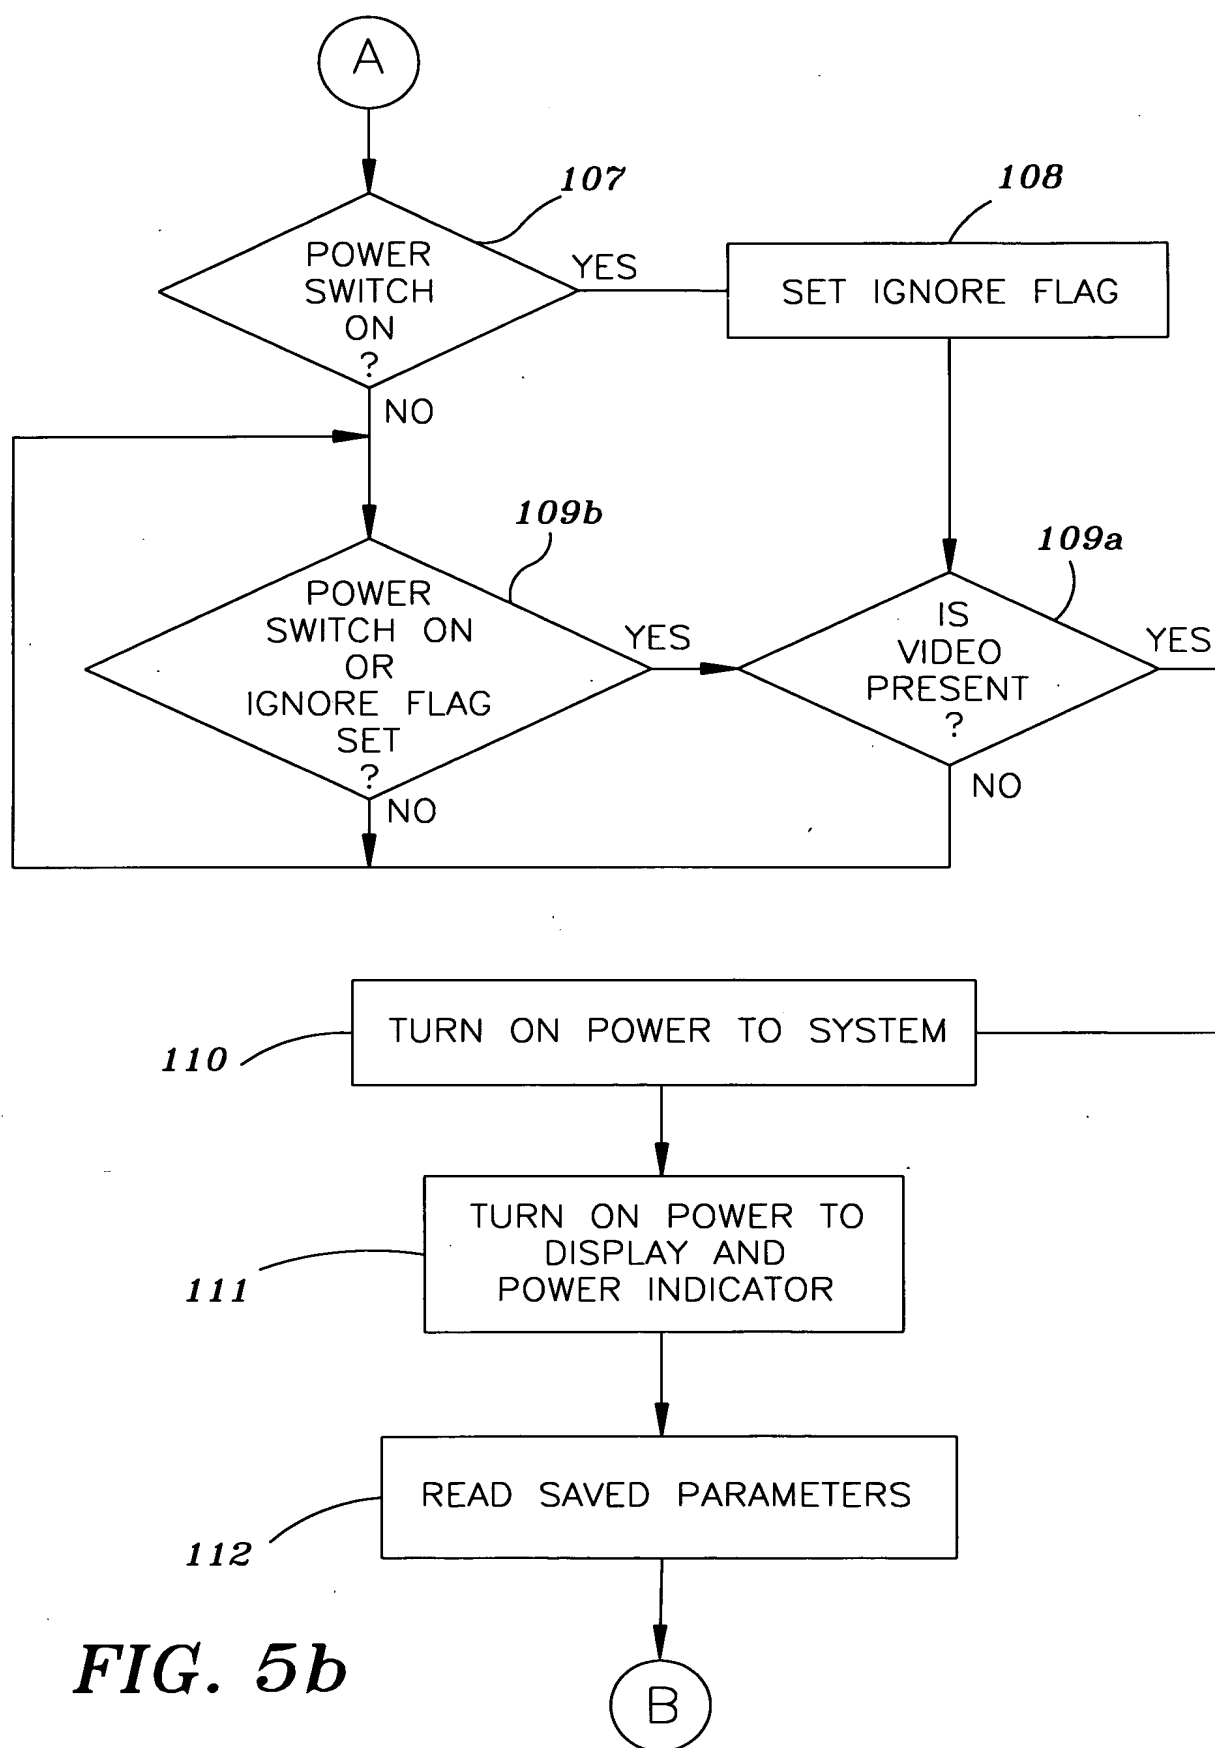 A
107
POWER
SWITCH
ON
?
YES
108
SET IGNORE FLAG
NO
109b
POWER
SWITCH ON
OR
IGNORE FLAG
SET
?
YES
NO
109a
IS
VIDEO
PRESENT
?
YES
NO
110
TURN ON POWER TO SYSTEM
111
TURN ON POWER TO
DISPLAY AND
POWER INDICATOR
112
READ SAVED PARAMETERS
B
FIG. 5b